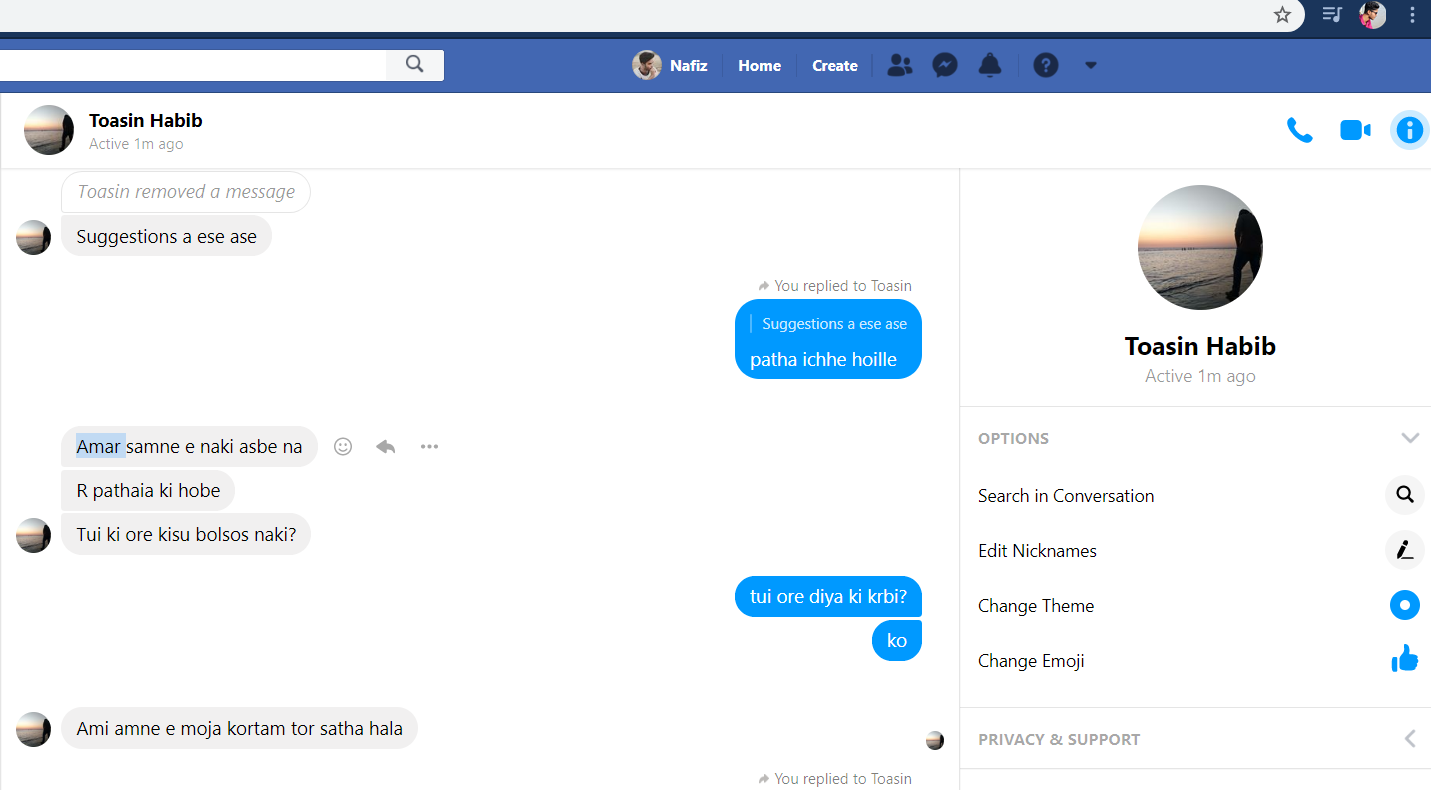 Nafiz
Home
Create
Toasin Habib
Active 1m ago
Toasin removed a message
Suggestions a ese ase
You replied to Toasin
Suggestions a ese ase
patha ichhe hoille
Amar samne e naki asbe na
R pathaia ki hobe
Tui ki ore kisu bolsos naki?
tui ore diya ki krbi?
ko
Ami amne e moja kortam tor satha hala
You replied to Toasin
Toasin Habib
Active 1m ago
OPTIONS
Search in Conversation
Edit Nicknames
Change Theme
Change Emoji
PRIVACY & SUPPORT